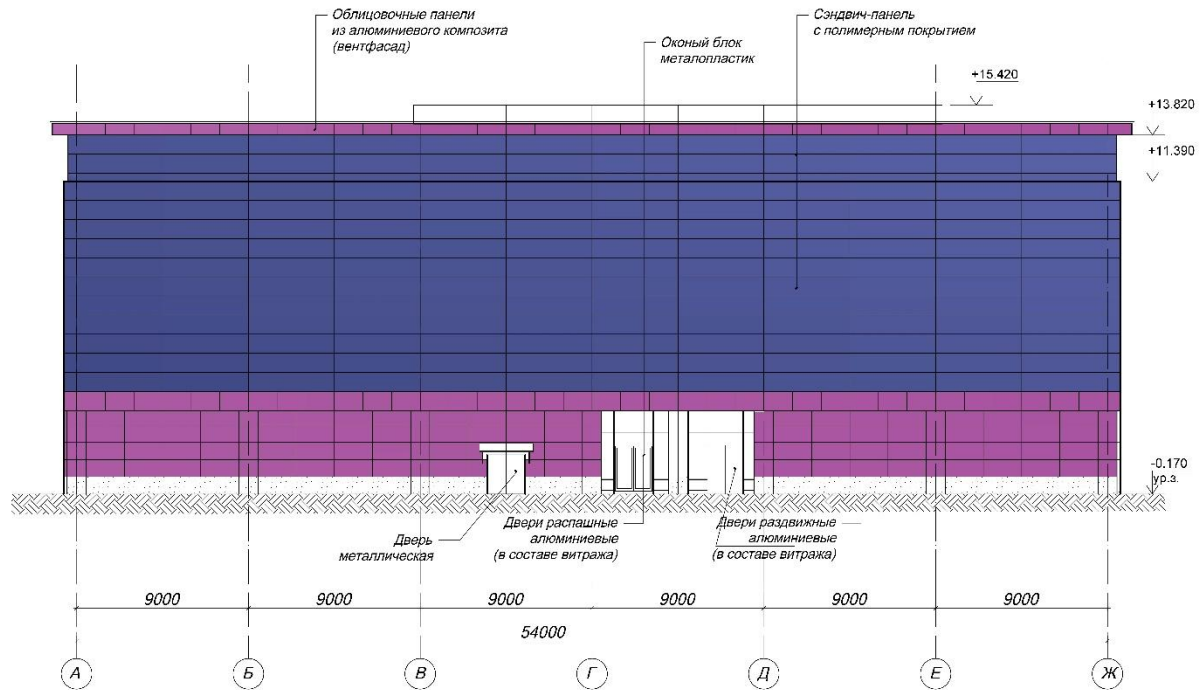 Облицовочные панели
из алюминиевого композита
(вентфасад)
Оконый блок
металопластик
Сэндвич-панель
с полимерным покрытием
+15.420
+13.820
+11.390
-0.170
ур.з.
Дверь
металлическая
Двери распашные
алюминиевые
(в составе витража)
Двери раздвижные
алюминиевые
(в составе витража)
9000 9000 9000 9000 9000 9000
54000
А Б В Г Д Е Ж